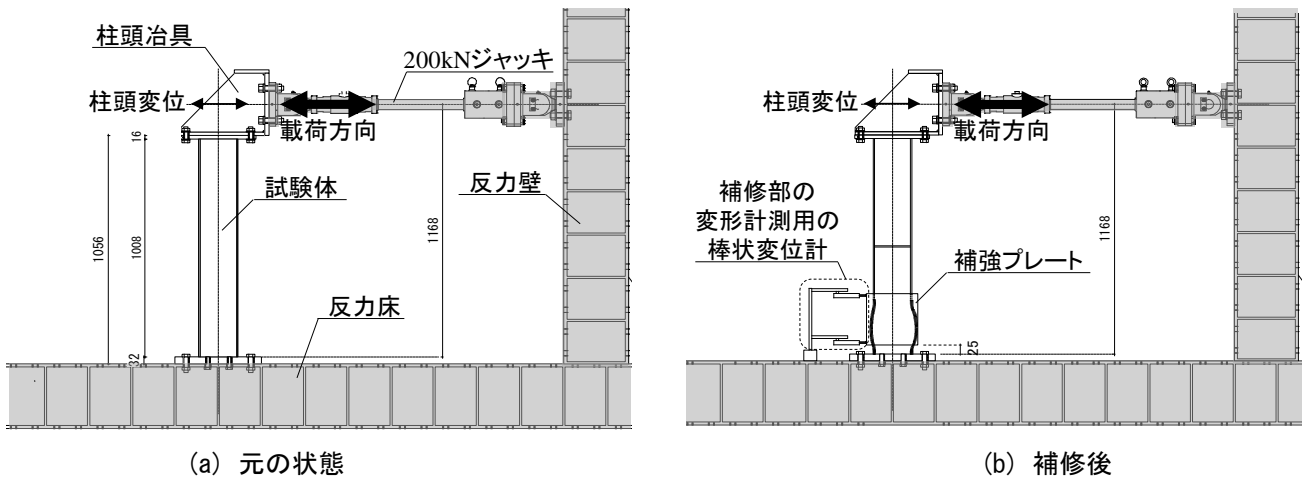 柱頭冶具
200kNジャッキ
柱頭変位
載荷方向
16
試験体
反力壁
1056
1008
1168
反力床
32
(a) 元の状態
柱頭変位
載荷方向
補修部の
変形計測用の
棒状変位計
1168
補強プレート
25
(b) 補修後